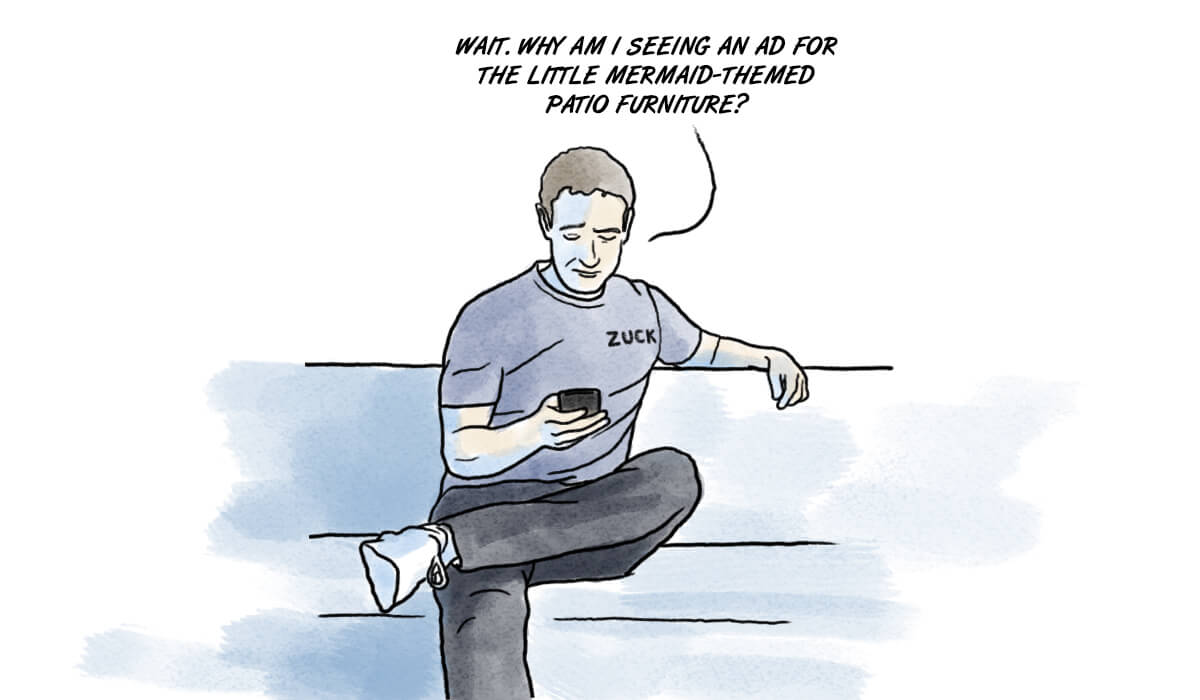 WAIT. WHY AM I SEEING AN AD FOR
THE LITTLE MERMAID-THEMED
PATIO FURNITURE?
ZUCK